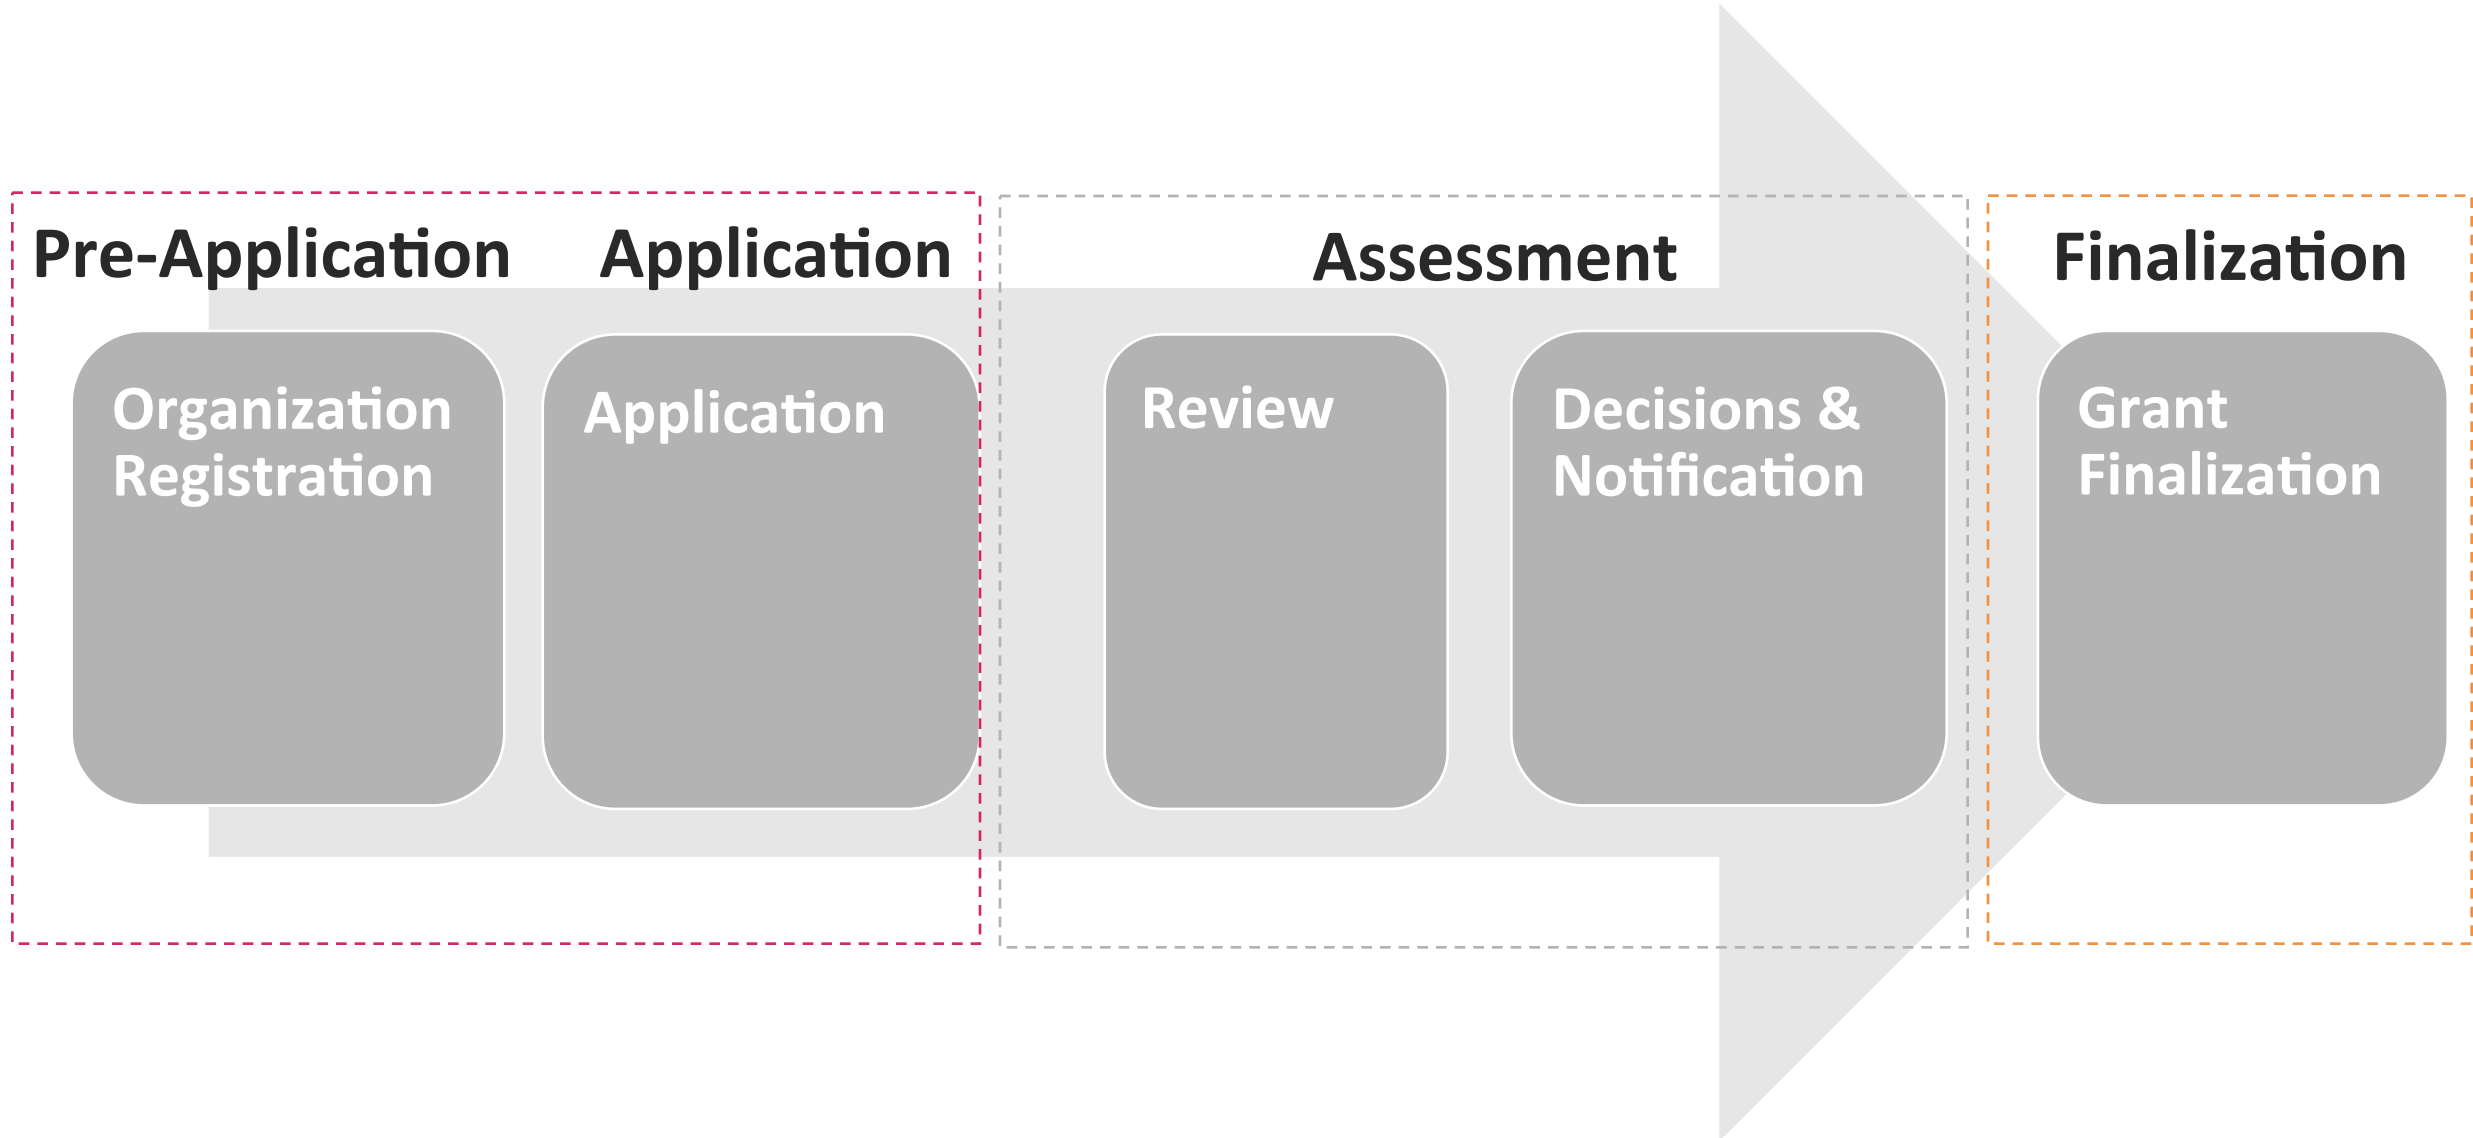 Pre-Application
Application
Assessment
Finalization
Organization
Registration
Application
Review
Decisions &
Notification
Grant
Finalization